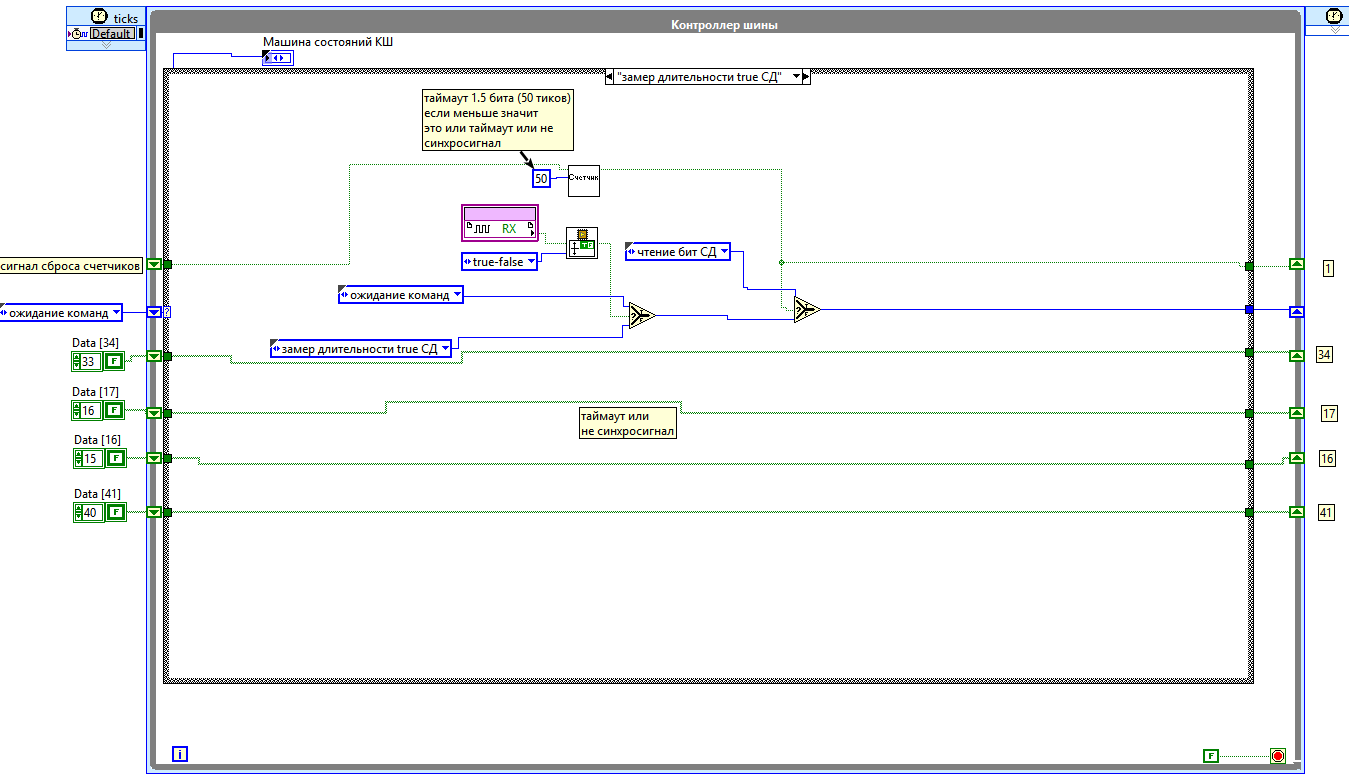 ticks
Default
Контроллер шины
Машина состояний КШ
"замер длительности true СД"
таймаут 1.5 бита (50 тиков)
если меньше значит
это или таймаут или не
синхросигнал
50
Счетчик
RX
TF
true-false
чтение бит СД
сигнал сброса счетчиков
1
ожидание команд
ожидание команд
?
замер длительности true СД
Data [34]
33
F
34
Data [17]
16
F
17
таймаут или
не синхросигнал
Data [16]
15
F
16
Data [41]
40
F
41
i
F